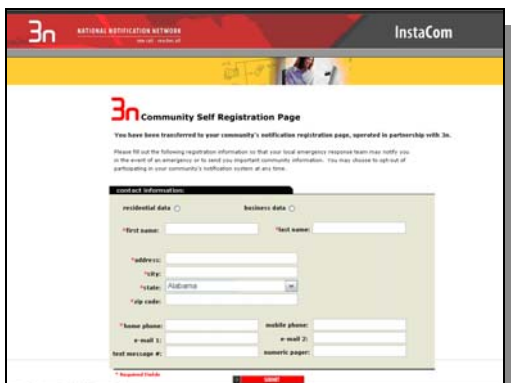 3n NATIONAL NOTIFICATION NETWORK
one call - reaches all
InstaCom
3n Community Self Registration Page
You have been transferred to your community's notification registration page, operated in partnership with 3n.
Please fill out the following registration information so that your local emergency response team may notify you
in the event of an emergency or to send you important community information. You may choose to opt-out of
participating in your community's notification system at any time.
contact information:
residential data business data
*first name: *last name:
*address:
*city:
*state: Alabama
*zip code:
*home phone: mobile phone:
e-mail 1: e-mail 2:
text message #: numeric pager:
* Required Fields
SUBMIT